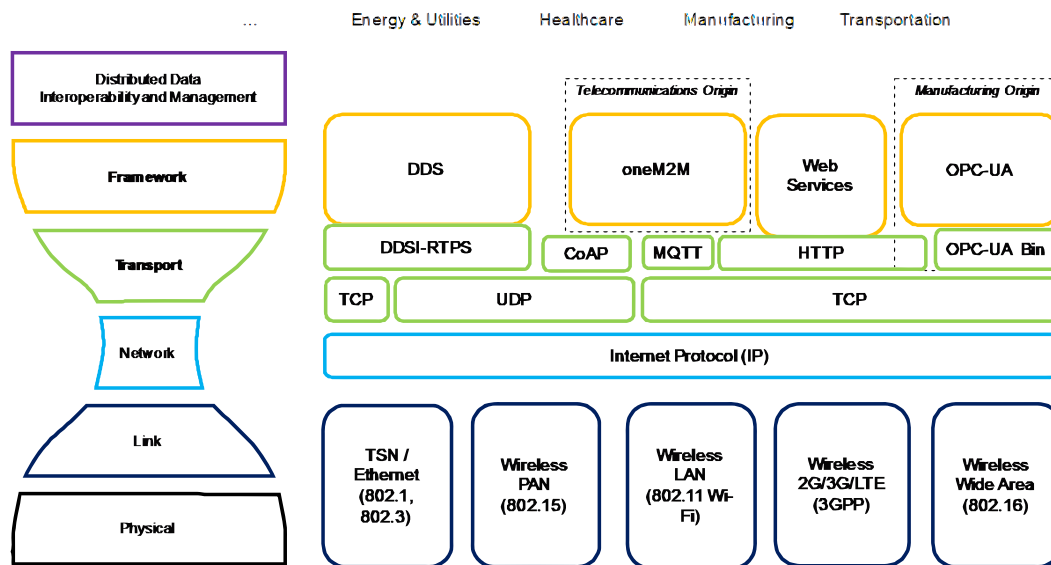 ...
Energy & Utilities
Healthcare
Manufacturing
Transportation
Distributed Data
Interoperability and Management
Telecommunications Origin
Manufacturing Origin
Framework
DDS
oneM2M
Web
Services
OPC-UA
Transport
DDSI-RTPS
CoAP
MQTT
HTTP
OPC-UA Bin
TCP
UDP
TCP
Network
Internet Protocol (IP)
Link
TSN /
Ethernet
(802.1,
802.3)
Wireless
PAN
(802.15)
Wireless
LAN
(802.11 Wi-
Fi)
Wireless
2G/3G/LTE
(3GPP)
Wireless
Wide Area
(802.16)
Physical